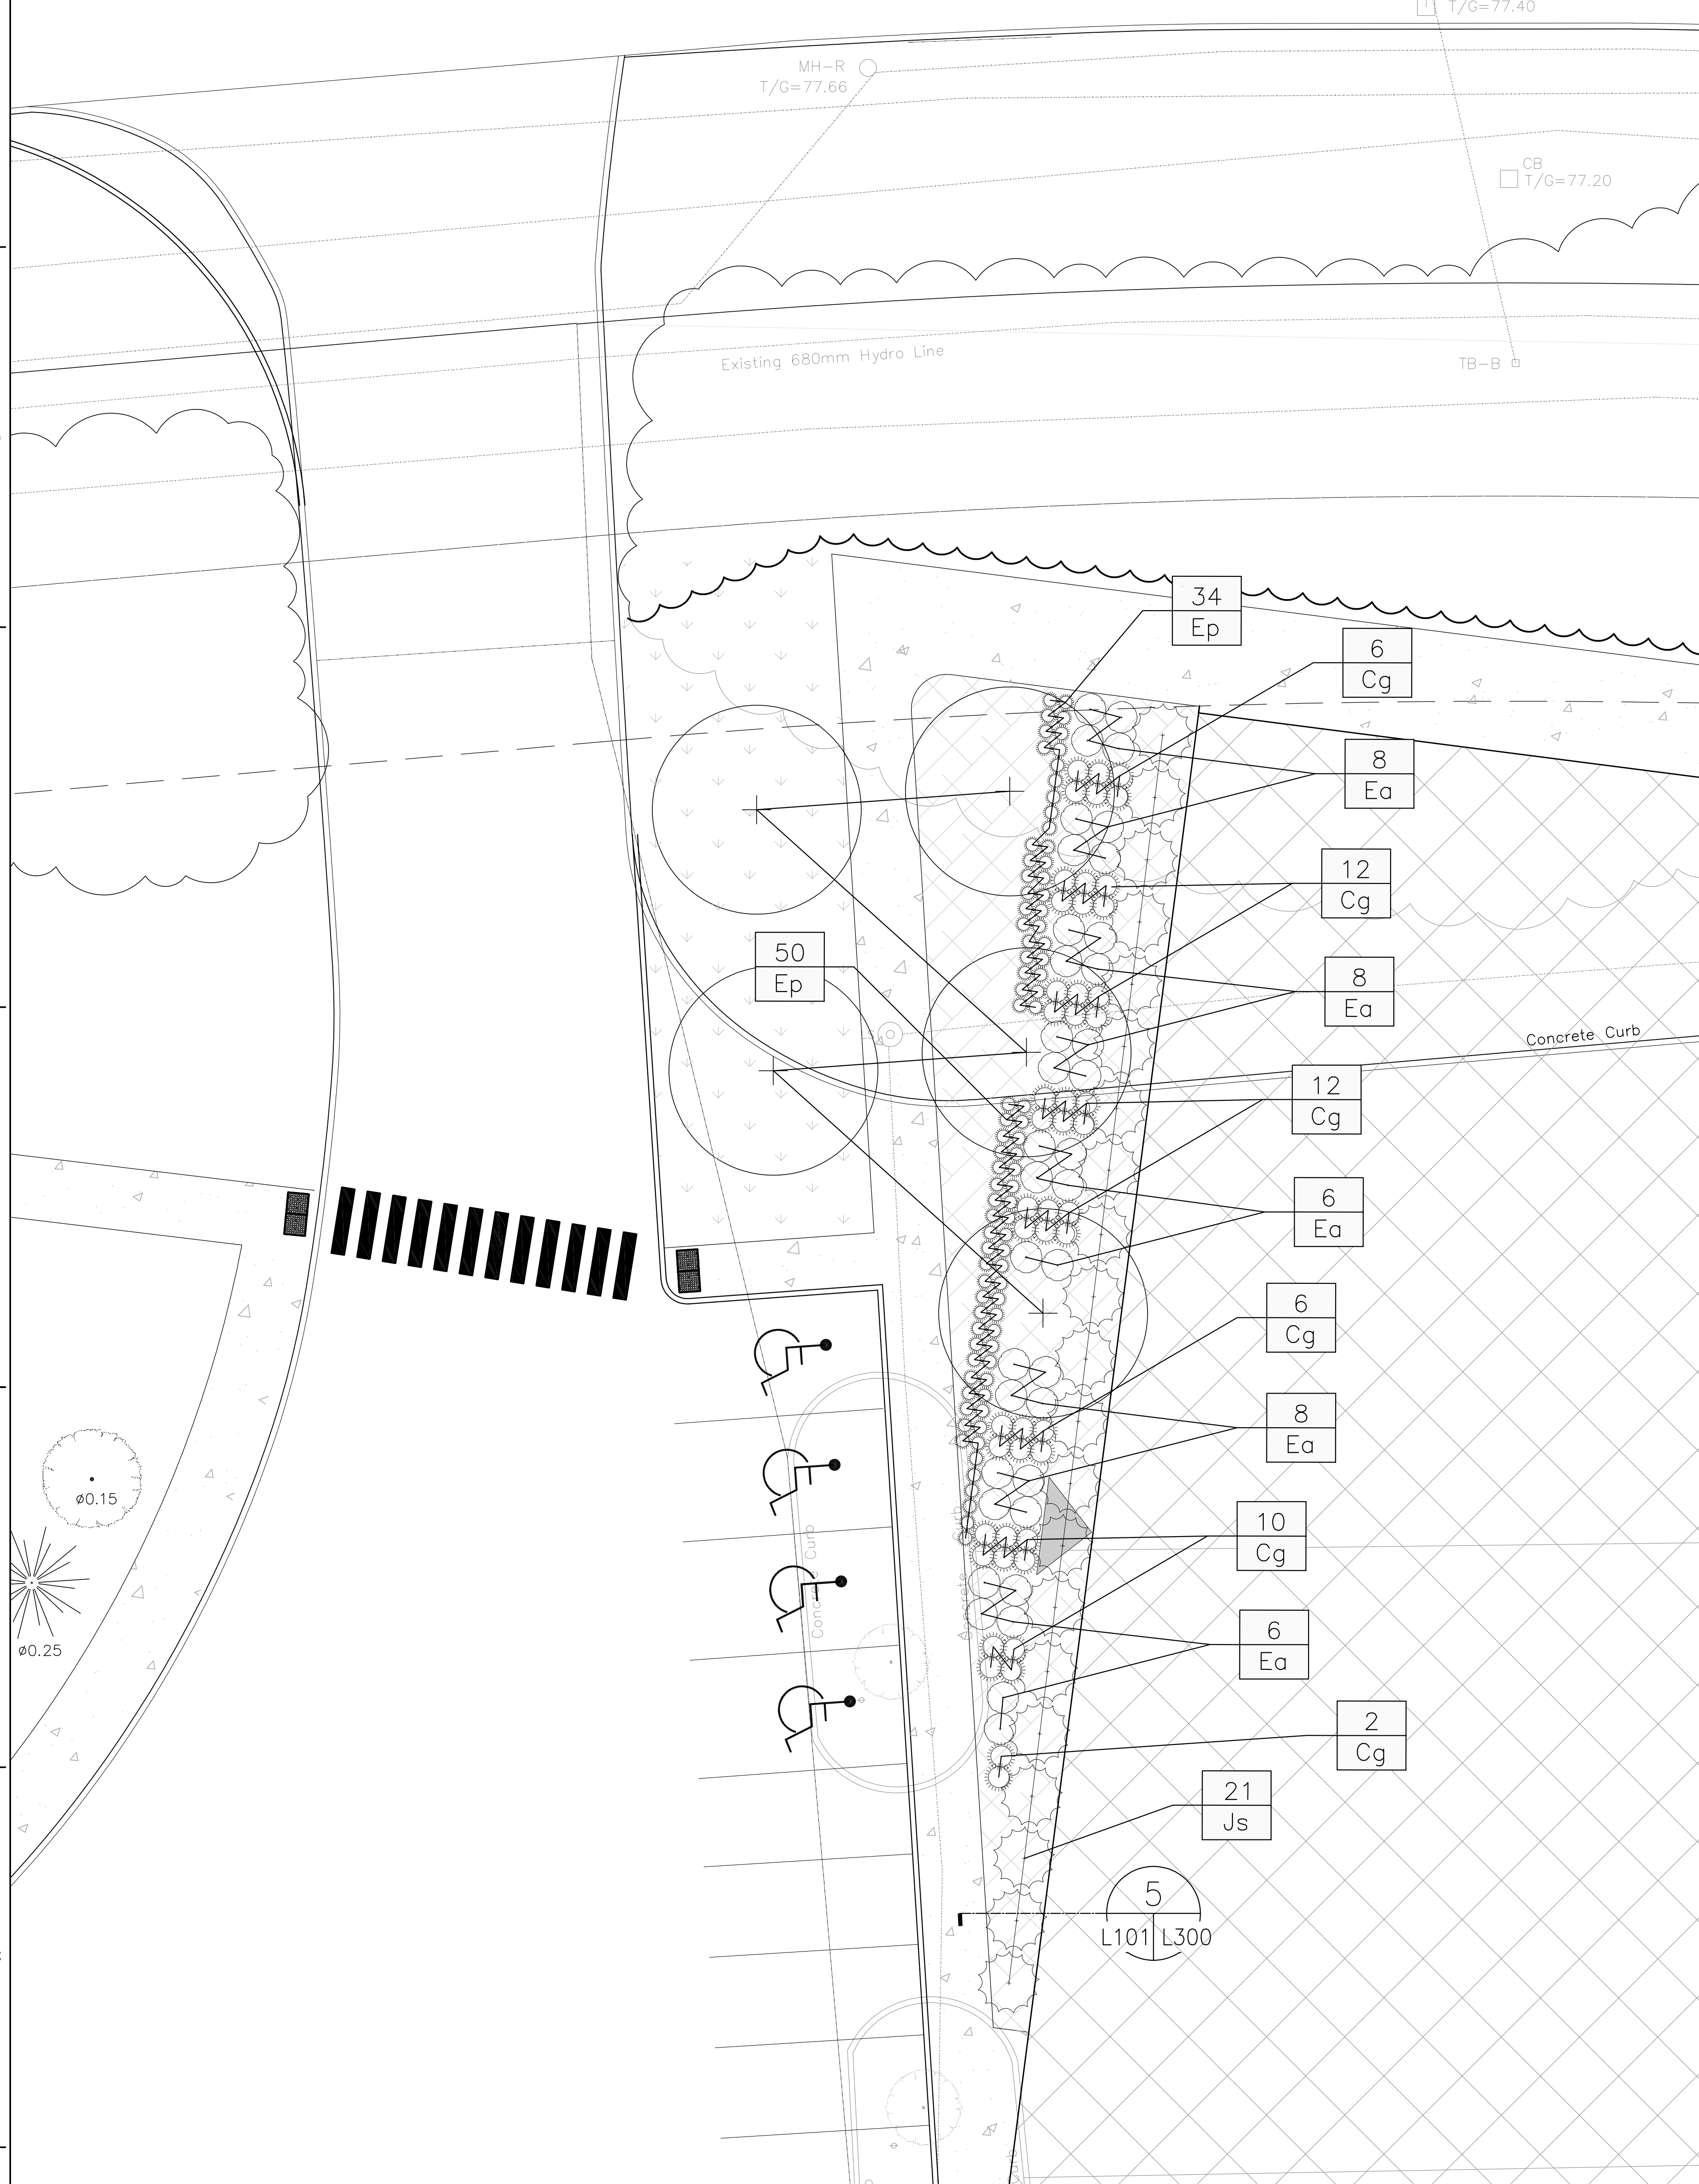 T/G=77.40
MH-R
T/G=77.66
CB
T/G=77.20
Existing 680mm Hydro Line
TB-B
34
Ep
6
Cg
8
Ea
12
Cg
50
Ep
8
Ea
Concrete Curb
12
Cg
6
Ea
6
Cg
8
Ea
ø0.15
10
Cg
Concrete Curb
Concrete Curb
6
Ea
ø0.25
2
Cg
21
Js
5
L101
L300